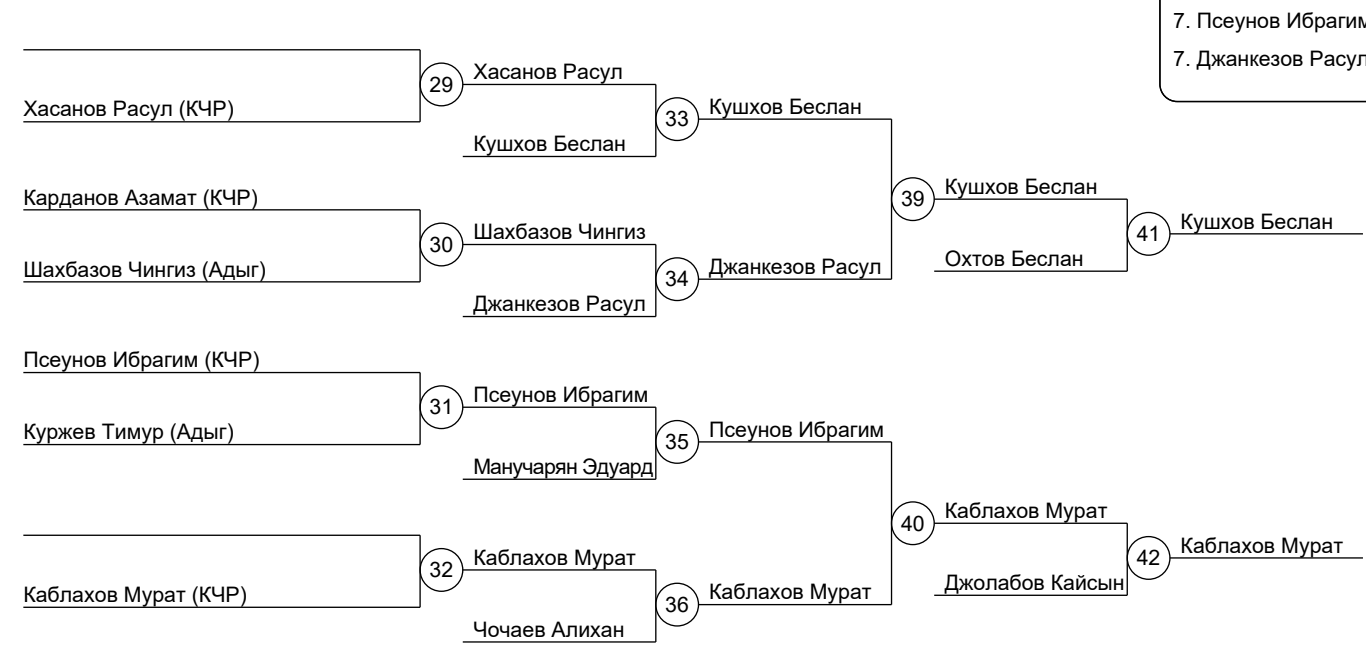 7. Псеунов Ибрагим
7. Джанкезов Расул
Хасанов Расул (КЧР)
29
Хасанов Расул
Кушхов Беслан
33
Кушхов Беслан
Карданов Азамат (КЧР)
Шахбазов Чингиз (Адыг)
30
Шахбазов Чингиз
Джанкезов Расул
34
Джанкезов Расул
39
Кушхов Беслан
Охтов Беслан
41
Кушхов Беслан
Псеунов Ибрагим (КЧР)
Куржев Тимур (Адыг)
31
Псеунов Ибрагим
Манучарян Эдуард
35
Псеунов Ибрагим
Каблахов Мурат (КЧР)
32
Каблахов Мурат
Чочаев Алихан
36
Каблахов Мурат
40
Каблахов Мурат
Джолабов Кайсын
42
Каблахов Мурат